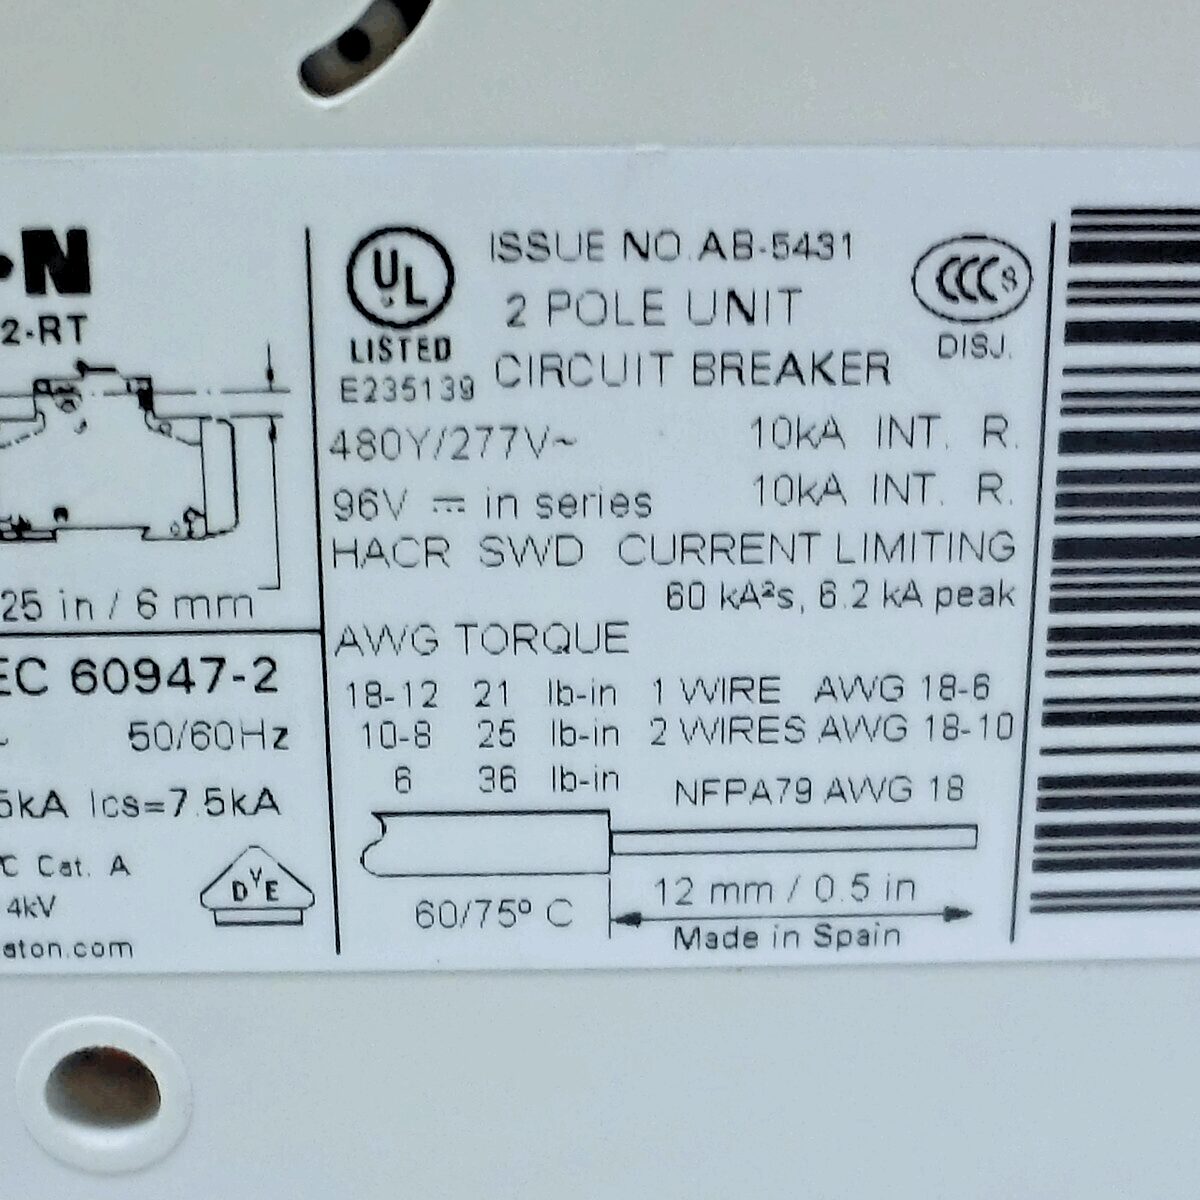 N
2-RT
25 in / 6 mm
EC 60947-2
50/60Hz
5kA Ics=7.5kA
C Cat. A
4kV
DVE
aton.com
UL
LISTED
E235139
ISSUE NO. AB-5431
2 POLE UNIT
CIRCUIT BREAKER
CCC S
DISJ.
480Y/277V~ 10kA INT. R.
96V ⎓ in series 10kA INT. R.
HACR SWD CURRENT LIMITING
60 kA²s, 6.2 kA peak
AWG TORQUE
18-12 21 lb-in 1 WIRE AWG 18-6
10-8 25 lb-in 2 WIRES AWG 18-10
6 36 lb-in NFPA79 AWG 18
60/75º C
12 mm / 0.5 in
Made in Spain